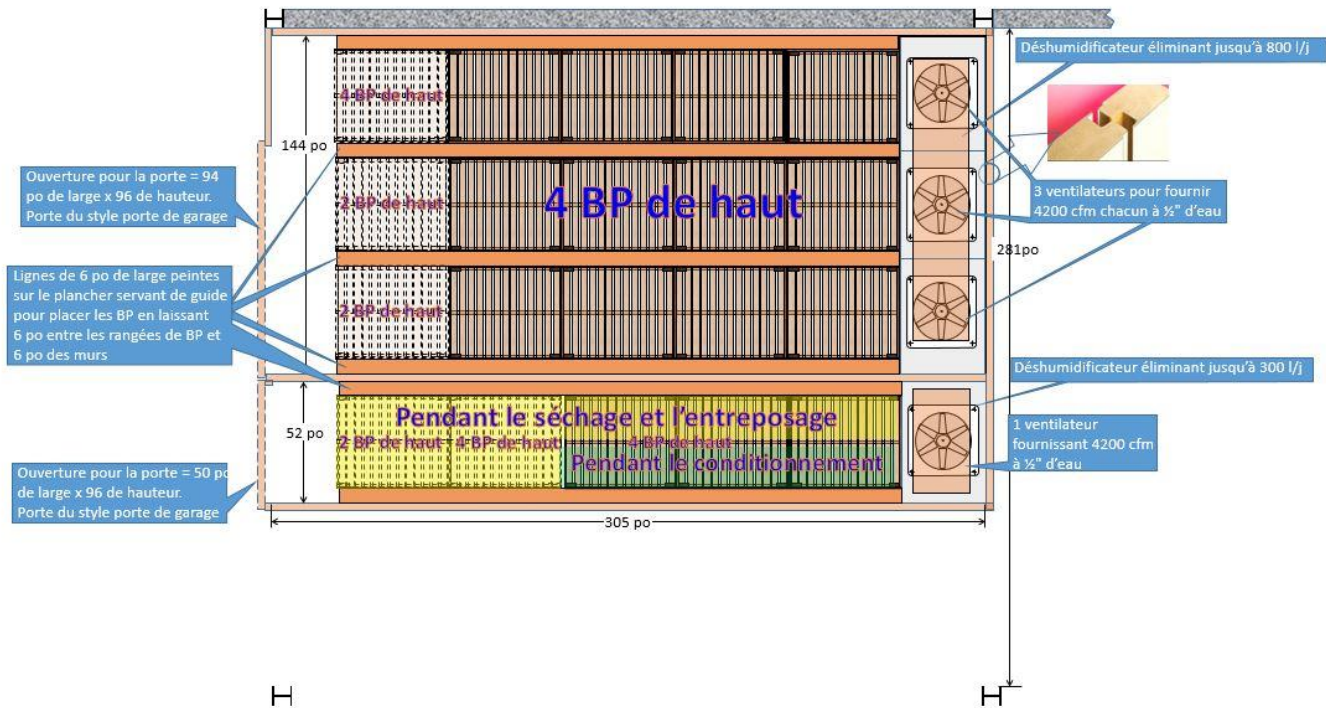 Déshumidificateur éliminant jusqu'à 800 l/j
4 BP de haut
144 po
Ouverture pour la porte = 94
po de large x 96 de hauteur.
Porte du style porte de garage
2 BP de haut
4 BP de haut
3 ventilateurs pour fournir
4200 cfm chacun à ½" d'eau
281po
Lignes de 6 po de large peintes
sur le plancher servant de guide
pour placer les BP en laissant
6 po entre les rangées de BP et
6 po des murs
2 BP de haut
Déshumidificateur éliminant jusqu'à 300 l/j
Pendant le séchage et l'entreposage
2 BP de haut
4 BP de haut
4 BP de haut
Pendant le conditionnement
52 po
1 ventilateur
fournissant 4200 cfm
à ½" d'eau
Ouverture pour la porte = 50 po
de large x 96 de hauteur.
Porte du style porte de garage
305 po